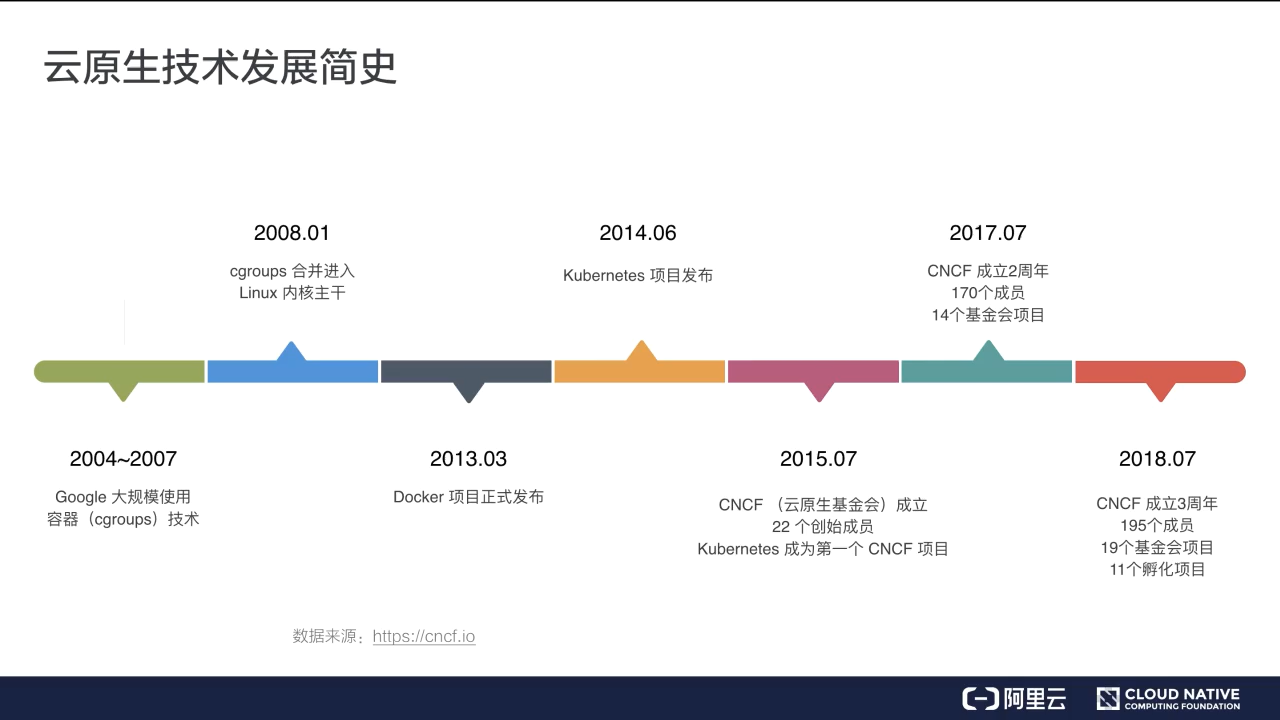 云原生技术发展简史
2004~2007
Google 大规模使用
容器（cgroups）技术
2008.01
cgroups 合并进入
Linux 内核主干
2013.03
Docker 项目正式发布
2014.06
Kubernetes 项目发布
2015.07
CNCF （云原生基金会）成立
22 个创始成员
Kubernetes 成为第一个 CNCF 项目
2017.07
CNCF 成立2周年
170个成员
14个基金会项目
2018.07
CNCF 成立3周年
195个成员
19个基金会项目
11个孵化项目
数据来源：https://cncf.io
阿里云
CLOUD NATIVE
COMPUTING FOUNDATION